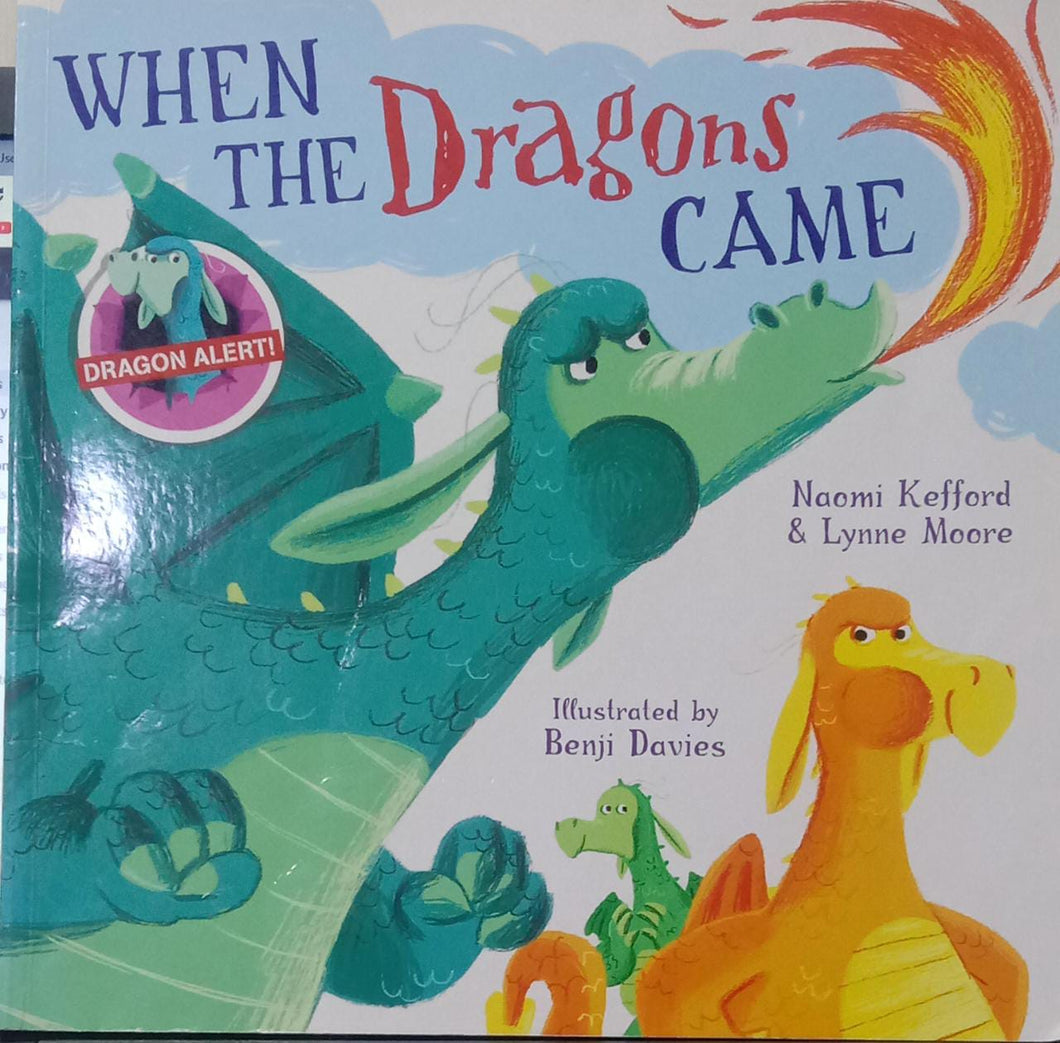 WHEN
THE Dragons
CAME
DRAGON ALERT!
Naomi Kefford
& Lynne Moore
Illustrated by
Benji Davies